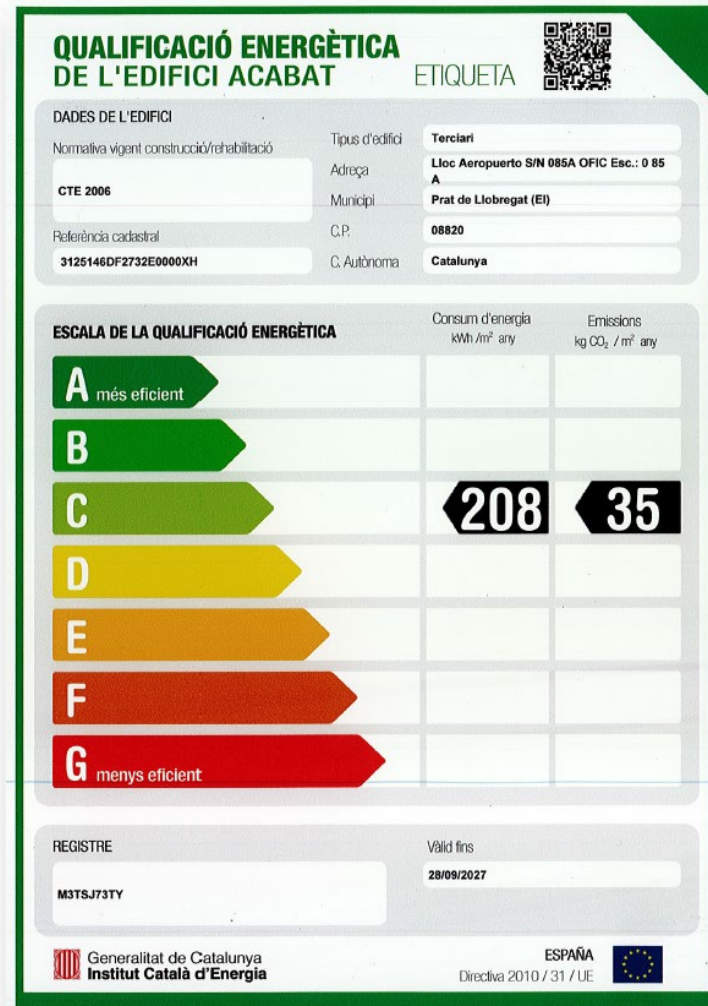 QUALIFICACIÓ ENERGÈTICA
DE L'EDIFICI ACABAT
ETIQUETA
DADES DE L'EDIFICI
Normativa vigent construcció/rehabilitació
CTE 2006
Referència cadastral
3125146DF2732E0000XH
Tipus d'edifici
Terciari
Adreça
Lloc Aeropuerto S/N 085A OFIC Esc.: 0 85
A
Municipi
Prat de Llobregat (El)
C.P.
08820
C. Autònoma
Catalunya
ESCALA DE LA QUALIFICACIÓ ENERGÈTICA
Consum d'energia
kWh /m² any
Emissions
kg CO₂ / m² any
A més eficient
B
C
208
35
D
E
F
G menys eficient
REGISTRE
M3TSJ73TY
Vàlid fins
28/09/2027
Generalitat de Catalunya
Institut Català d'Energia
ESPAÑA
Directiva 2010 / 31 / UE